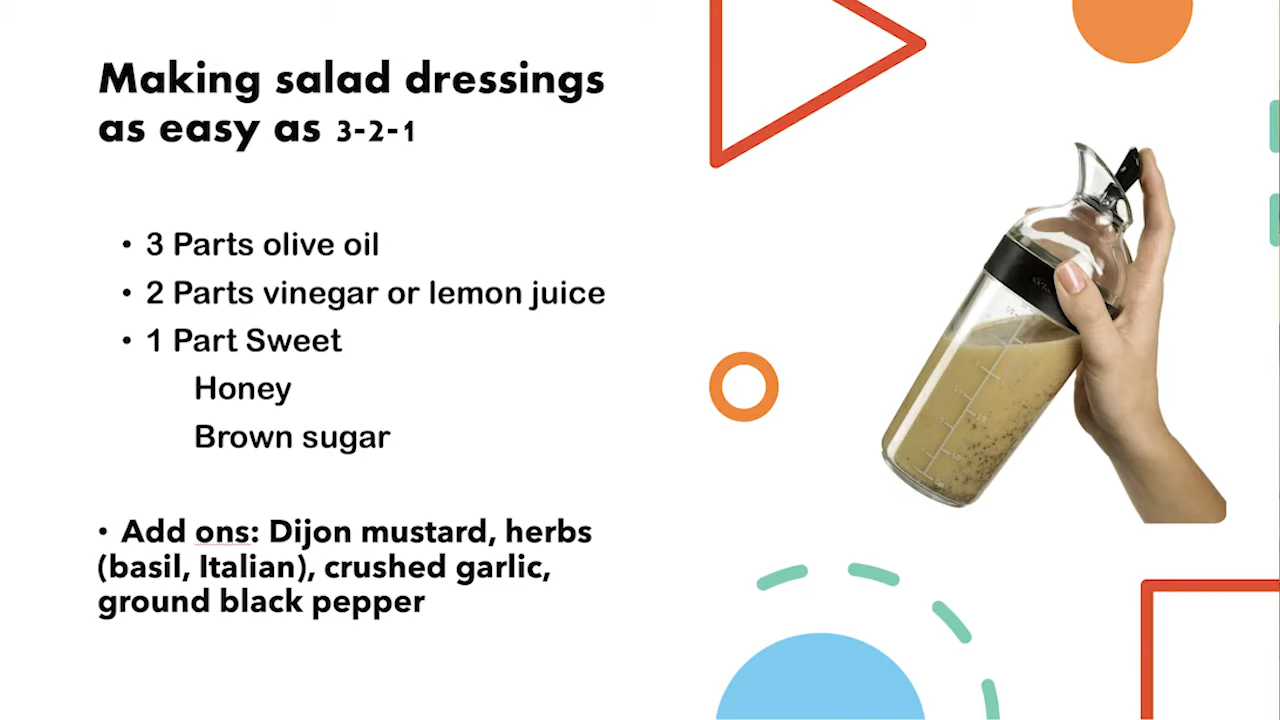 Making salad dressings
as easy as 3-2-1
• 3 Parts olive oil
• 2 Parts vinegar or lemon juice
• 1 Part Sweet
Honey
Brown sugar
• Add ons: Dijon mustard, herbs
(basil, Italian), crushed garlic,
ground black pepper